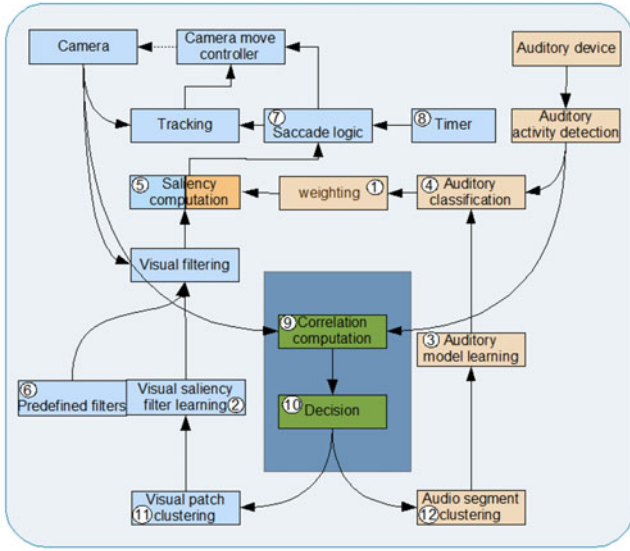 Camera
Camera move
controller
Auditory device
Tracking
7
Saccade logic
8 Timer
Auditory
activity detection
5 Saliency
computation
weighting 1
4 Auditory
classification
Visual filtering
9 Correlation
computation
3 Auditory
model learning
6
Predefined filters
Visual saliency
filter learning 2
10 Decision
Visual patch
11 clustering
Audio segment
12 clustering